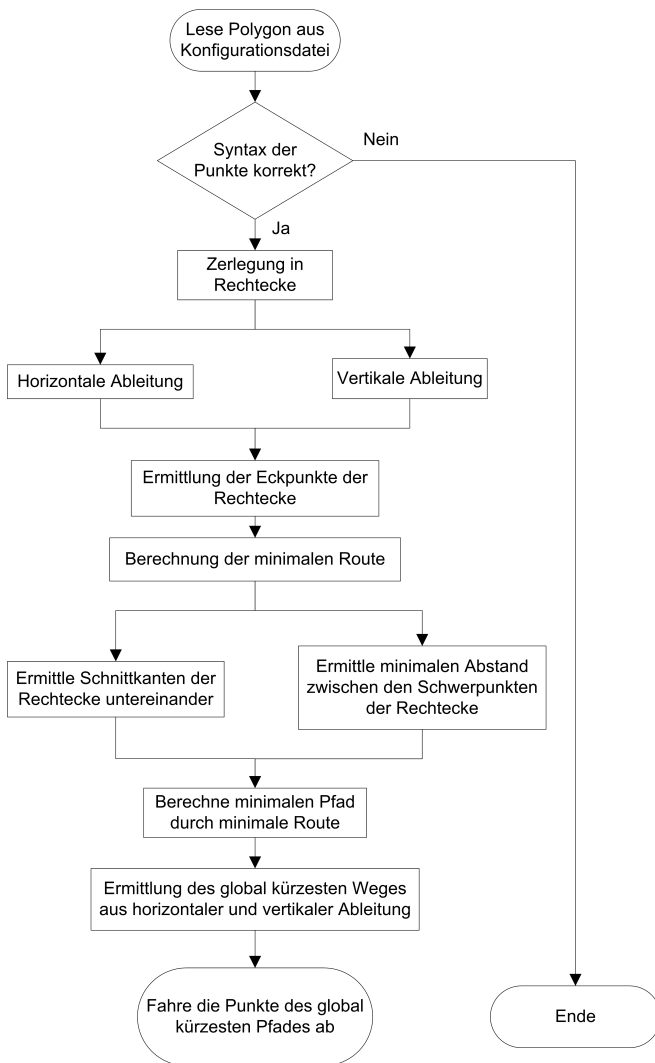 Lese Polygon aus
Konfigurationsdatei
Syntax der
Punkte korrekt?
Nein
Ja
Zerlegung in
Rechtecke
Horizontale Ableitung
Vertikale Ableitung
Ermittlung der Eckpunkte der
Rechtecke
Berechnung der minimalen Route
Ermittle Schnittkanten der
Rechtecke untereinander
Ermittle minimalen Abstand
zwischen den Schwerpunkten
der Rechtecke
Berechne minimalen Pfad
durch minimale Route
Ermittlung des global kürzesten Weges
aus horizontaler und vertikaler Ableitung
Fahre die Punkte des global
kürzesten Pfades ab
Ende